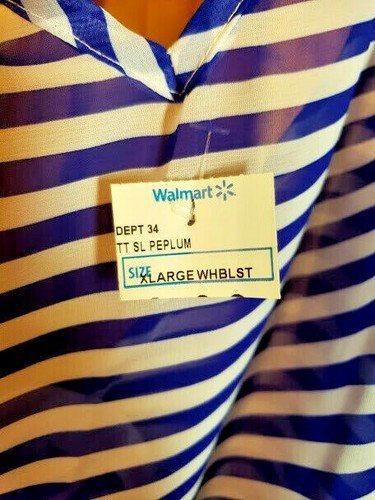 Walmart
DEPT 34
TT SL PEPLUM
SIZE XLARGE WHBLST